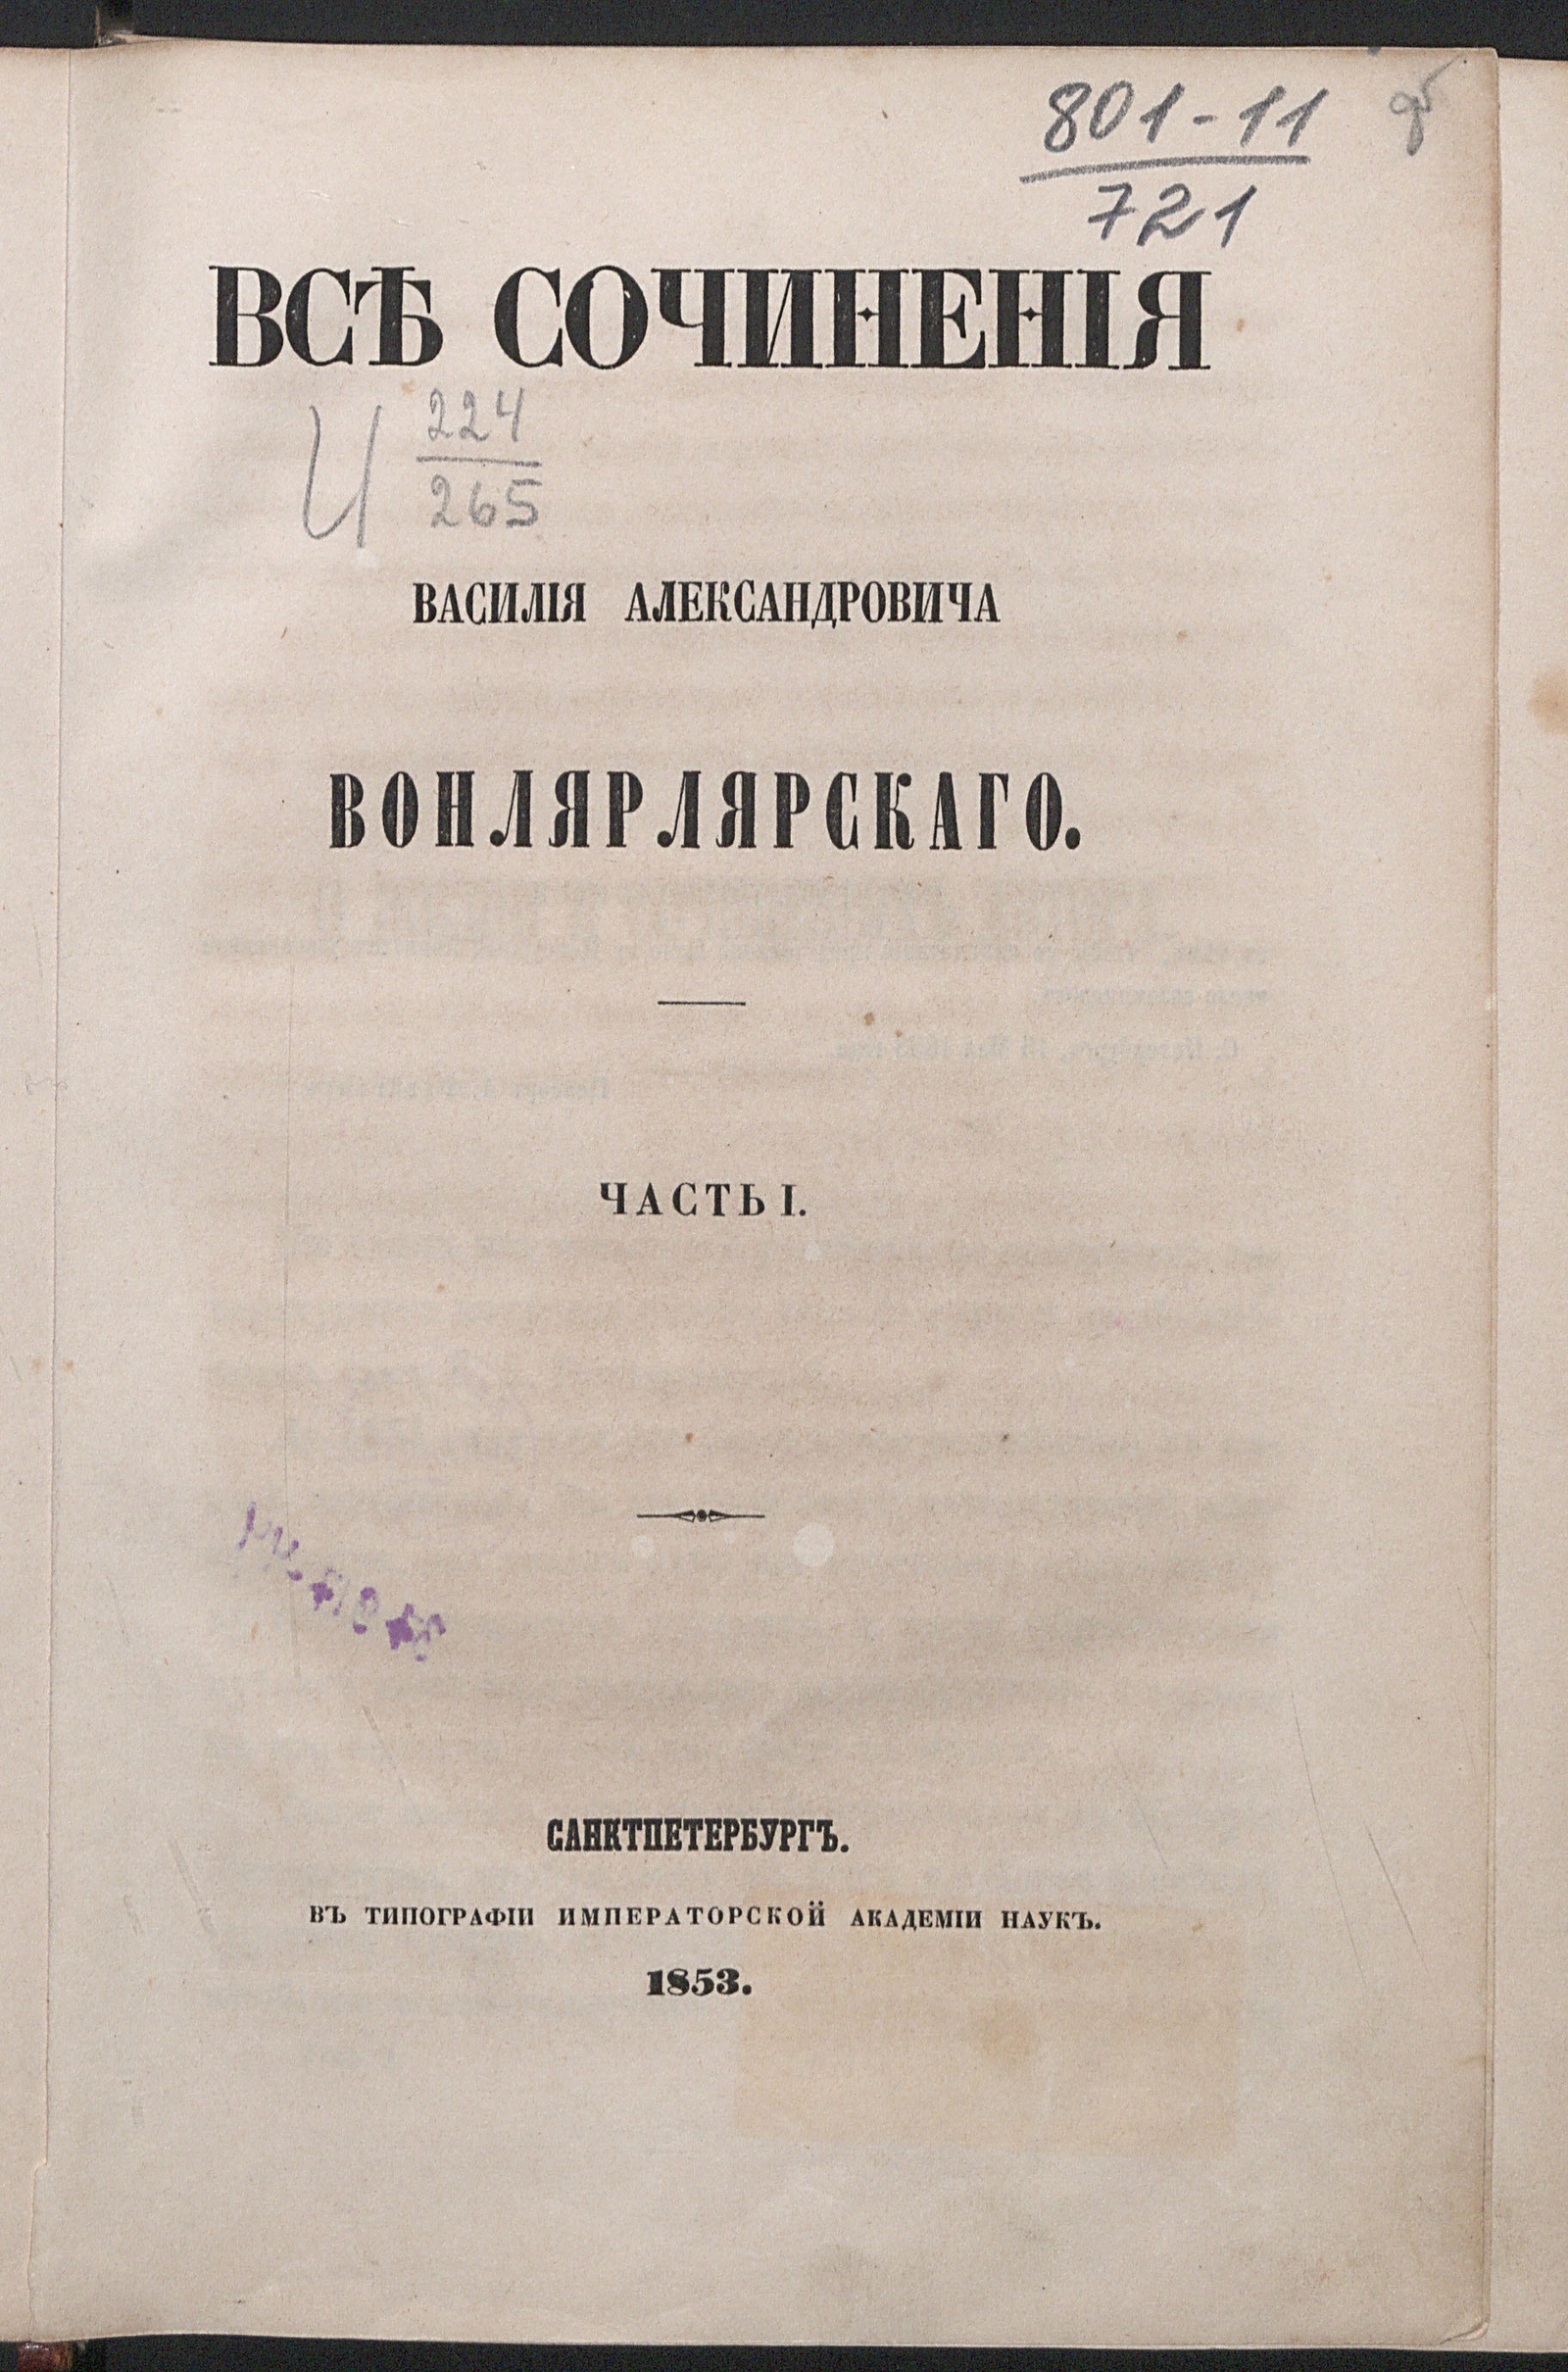 801-11
721
ВСѢ СОЧИНЕНІЯ
И 224
265
ВАСИЛІЯ АЛЕКСАНДРОВИЧА
ВОНЛЯРЛЯРСКАГО.
ЧАСТЬ I.
САНКТПЕТЕРБУРГЪ.
ВЪ ТИПОГРАФІИ ИМПЕРАТОРСКОЙ АКАДЕМІИ НАУКЪ.
1853.